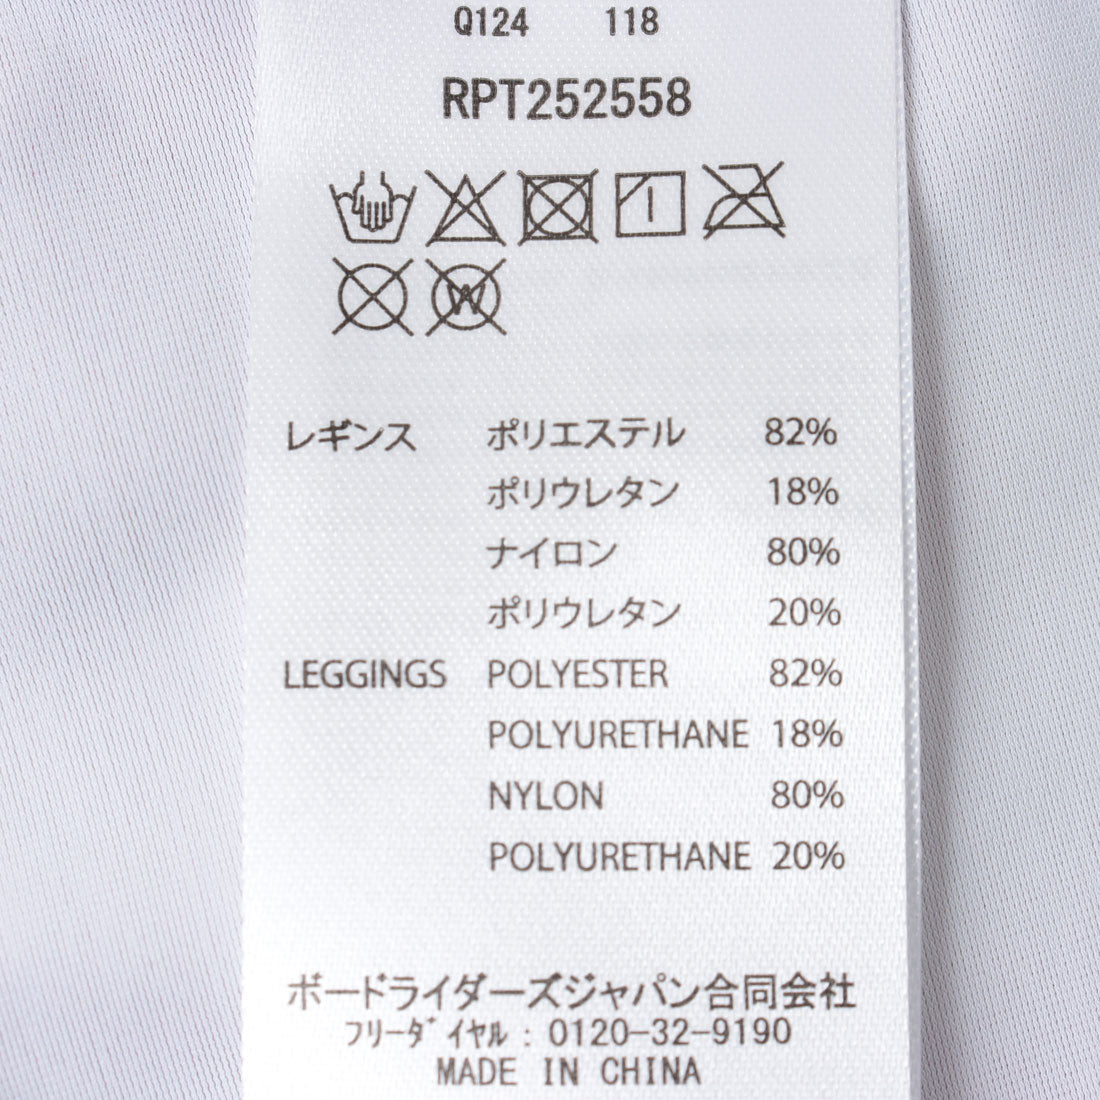 Q124 118
RPT252558
W
レギンス ポリエステル 82%
ポリウレタン 18%
ナイロン 80%
ポリウレタン 20%
LEGGINGS POLYESTER 82%
POLYURETHANE 18%
NYLON 80%
POLYURETHANE 20%
ボードライダーズジャパン合同会社
フリーダイヤル : 0120-32-9190
MADE IN CHINA